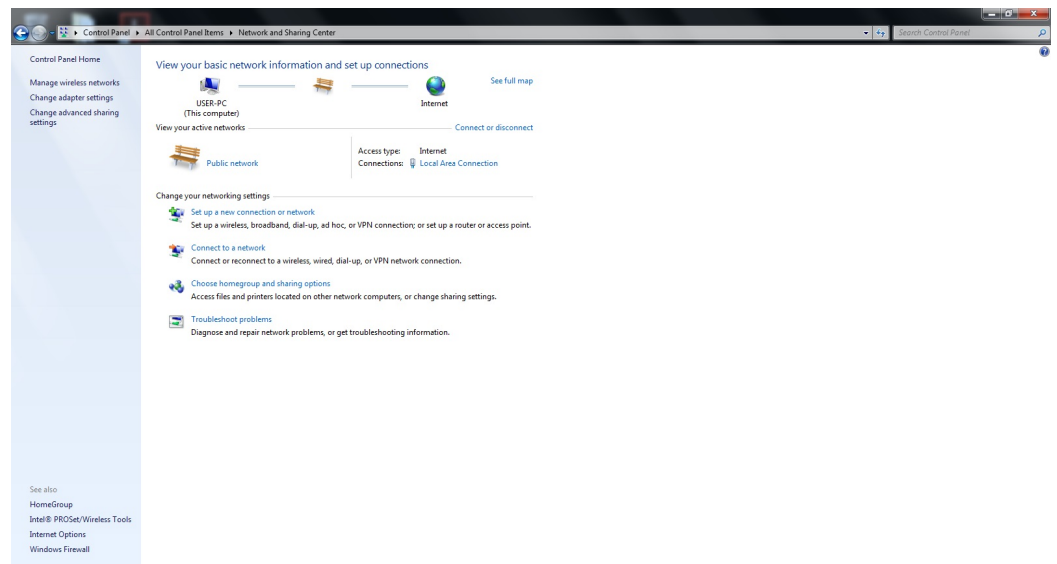 Control Panel ▸ All Control Panel Items ▸ Network and Sharing Center
Search Control Panel
Control Panel Home
Manage wireless networks
Change adapter settings
Change advanced sharing
settings
See also
HomeGroup
Intel® PROSet/Wireless Tools
Internet Options
Windows Firewall
View your basic network information and set up connections
See full map
USER-PC
(This computer)
Internet
View your active networks
Connect or disconnect
Public network
Access type: Internet
Connections: Local Area Connection
Change your networking settings
Set up a new connection or network
Set up a wireless, broadband, dial-up, ad hoc, or VPN connection; or set up a router or access point.
Connect to a network
Connect or reconnect to a wireless, wired, dial-up, or VPN network connection.
Choose homegroup and sharing options
Access files and printers located on other network computers, or change sharing settings.
Troubleshoot problems
Diagnose and repair network problems, or get troubleshooting information.